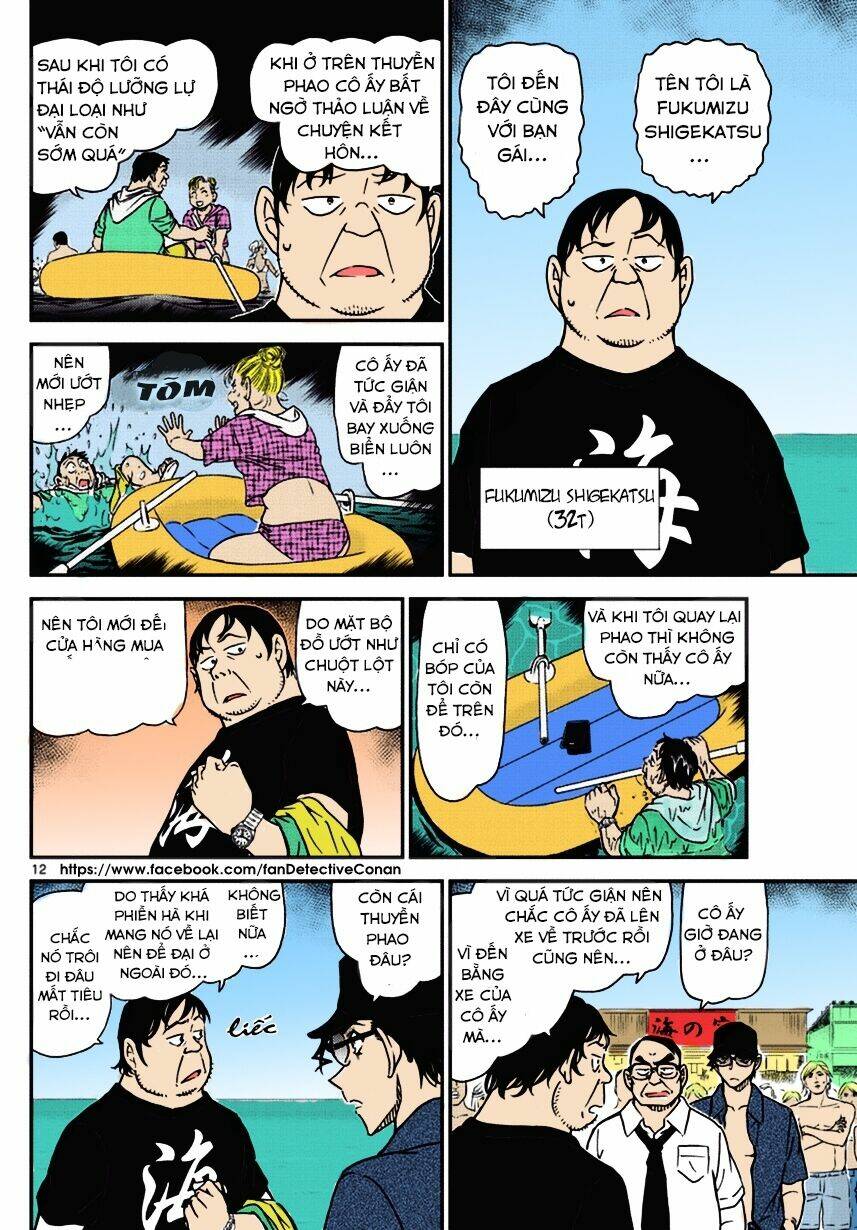 TÊN TÔI LÀ
FUKUMIZU
SHIGEKATSU
...
TÔI ĐẾN
ĐÂY CÙNG
VỚI BẠN
GÁI...
海
FUKUMIZU SHIGEKATSU
(32T)
KHI Ở TRÊN THUYỀN
PHAO CÔ ẤY BẤT
NGỜ THẢO LUẬN VỀ
CHUYỆN KẾT
HÔN...
SAU KHI TÔI CÓ
THÁI ĐỘ LƯỠNG LỰ
ĐẠI LOẠI NHƯ
"VẪN CÒN
SỚM QUÁ"
CÔ ẤY ĐÃ
TỨC GIẬN
VÀ ĐẨY TÔI
BAY XUỐNG
BIỂN LUÔN
...
TÕM
NÊN
MỚI ƯỚT
NHẸP ...
VÀ KHI TÔI QUAY LẠI
PHAO THÌ KHÔNG
CÒN THẤY CÔ ẤY
NỮA...
CHỈ CÓ
BÓP CỦA
TÔI CÒN
ĐỂ TRÊN
ĐÓ...
DO MẶT BỘ
ĐỒ ƯỚT NHƯ
CHUỘT LỘT
NÀY...
NÊN TÔI MỚI
CỬA HÀNG MUA
海
12 https://www.facebook.com/fanDetectiveConan
CÔ ẤY
GIỜ ĐANG
Ở ĐÂU?
VÌ QUÁ TỨC GIẬN NÊN
CHẮC CÔ ẤY ĐÃ LÊN
XE VỀ TRƯỚC RỒI
CŨNG NÊN...
VÌ ĐẾN
BẰNG
XE CỦA
CÔ ẤY
MÀ...
海の家
CÒN CÁI
THUYỀN
PHAO
ĐÂU?
KHÔNG
BIẾT
NỮA ...
DO THẤY KHÁ
PHIỀN HÀ KHI
MANG NÓ VỀ LẠI
NÊN ĐỂ ĐẠI Ở
NGOÀI ĐÓ...
CHẮC
NÓ TRÔI
ĐI ĐÂU
MẤT TIÊU
RỒI...
liếc
海